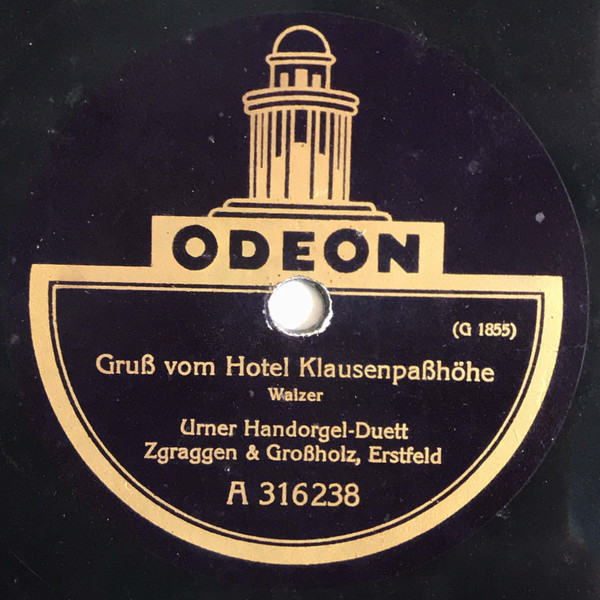 ODEON
(G 1855)
Gruß vom Hotel Klausenpaßhöhe
Walzer
Urner Handorgel-Duett
Zgraggen & Großholz, Erstfeld
A 316238